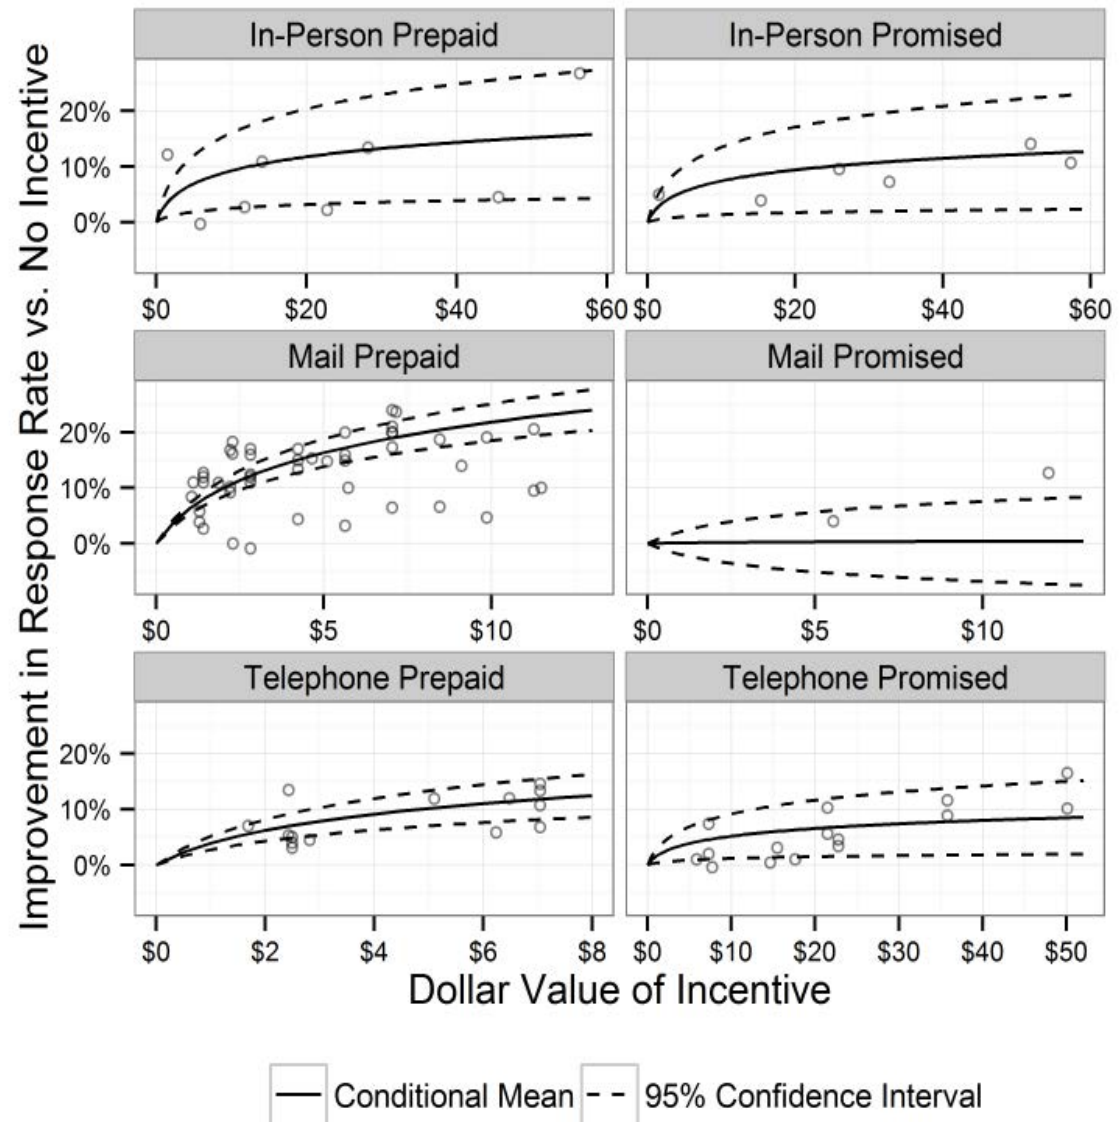 Improvement in Response Rate vs. No Incentive
In-Person Prepaid
In-Person Promised
20%
10%
0%
$0 $20 $40 $60
$0 $20 $40 $60
Mail Prepaid
Mail Promised
20%
10%
0%
$0 $5 $10
$0 $5 $10
Telephone Prepaid
Telephone Promised
20%
10%
0%
$0 $2 $4 $6 $8
$0 $10 $20 $30 $40 $50
Dollar Value of Incentive
Conditional Mean
95% Confidence Interval